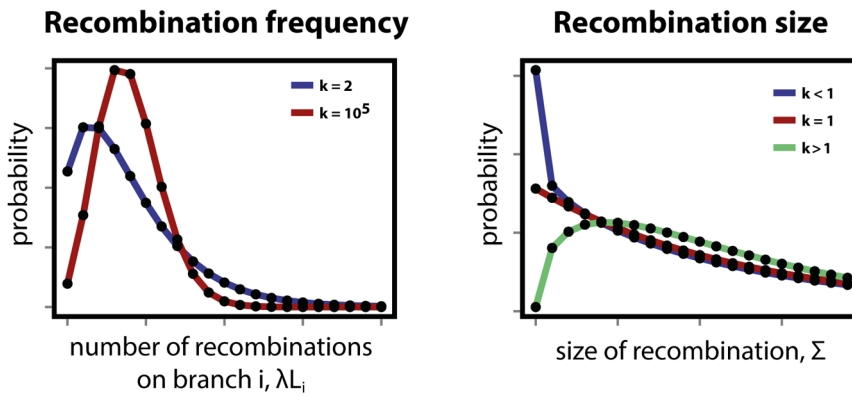 Recombination frequency
probability
k = 2
k = 10⁵
number of recombinations
on branch i, λLᵢ
Recombination size
probability
k < 1
k = 1
k > 1
size of recombination, Σ